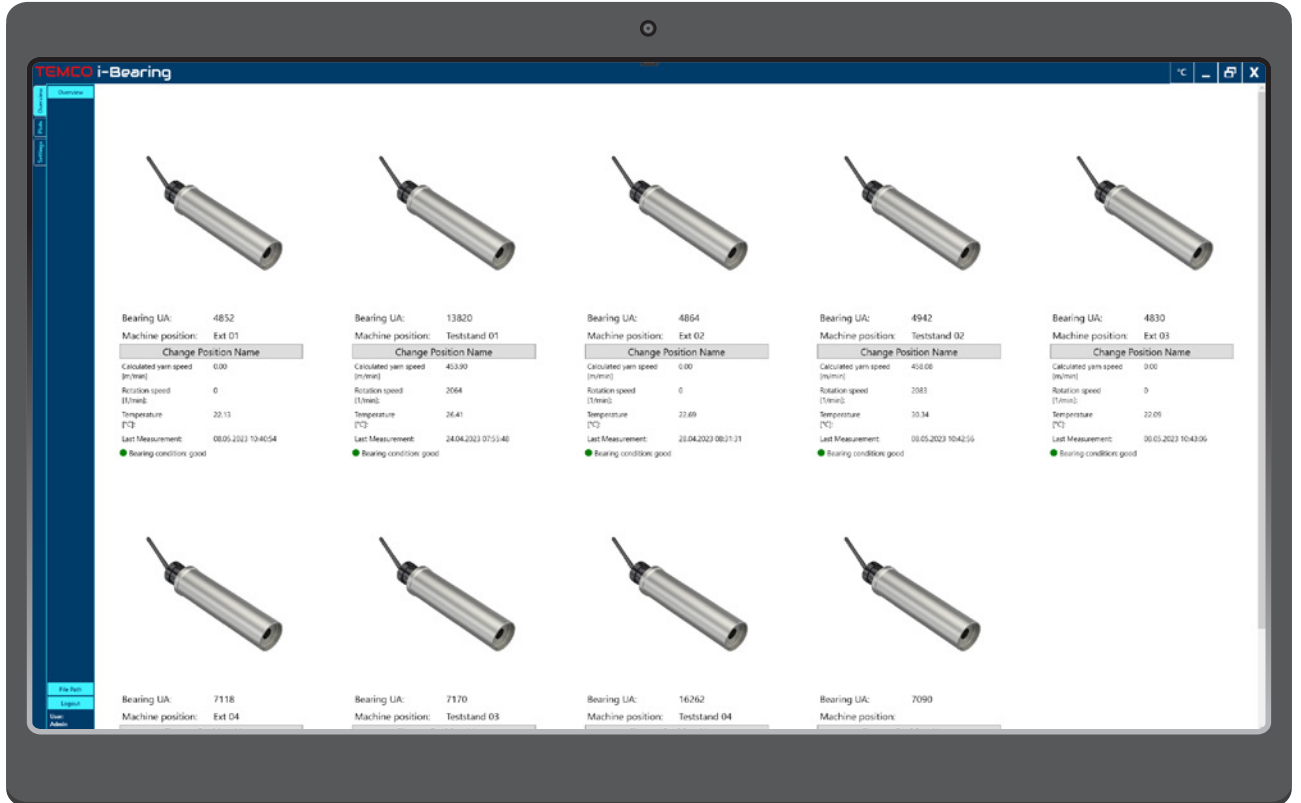 TEMCO i-Bearing
°C _ X
Overview
Plots
Settings
Overview
Bearing UA: 4852
Machine position: Ext 01
Change Position Name
Calculated yarn speed 0.00
[m/min]
Rotation speed 0
[1/min]:
Temperature 22.13
[°C]:
Last Measurement: 08.05.2023 10:40:54
Bearing condition: good
Bearing UA: 13820
Machine position: Teststand 01
Change Position Name
Calculated yarn speed 453.90
[m/min]
Rotation speed 2064
[1/min]:
Temperature 26.41
[°C]:
Last Measurement: 24.04.2023 07:55:48
Bearing condition: good
Bearing UA: 4864
Machine position: Ext 02
Change Position Name
Calculated yarn speed 0.00
[m/min]
Rotation speed 0
[1/min]:
Temperature 22.69
[°C]:
Last Measurement: 28.04.2023 08:31:31
Bearing condition: good
Bearing UA: 4942
Machine position: Teststand 02
Change Position Name
Calculated yarn speed 458.08
[m/min]
Rotation speed 2083
[1/min]:
Temperature 30.34
[°C]:
Last Measurement: 08.05.2023 10:42:56
Bearing condition: good
Bearing UA: 4830
Machine position: Ext 03
Change Position Name
Calculated yarn speed 0.00
[m/min]
Rotation speed 0
[1/min]:
Temperature 22.09
[°C]:
Last Measurement: 08.05.2023 10:43:06
Bearing condition: good
Bearing UA: 7118
Machine position: Ext 04
Bearing UA: 7170
Machine position: Teststand 03
Bearing UA: 16262
Machine position: Teststand 04
Bearing UA: 7090
Machine position:
File Path
Logout
User:
Admin